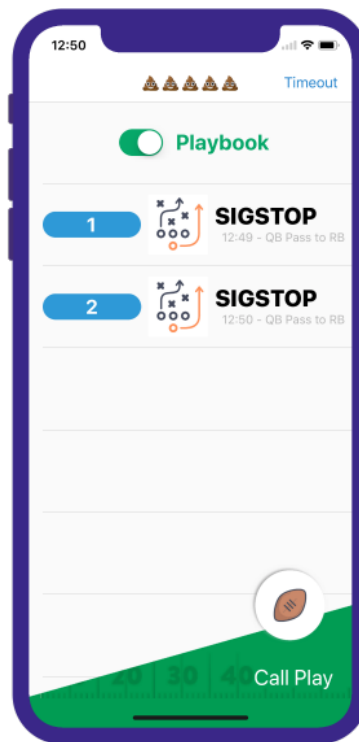 12:50
💩💩💩💩💩 Timeout
Playbook
1 SIGSTOP
12:49 - QB Pass to RB
2 SIGSTOP
12:50 - QB Pass to RB
20 30 40
Call Play